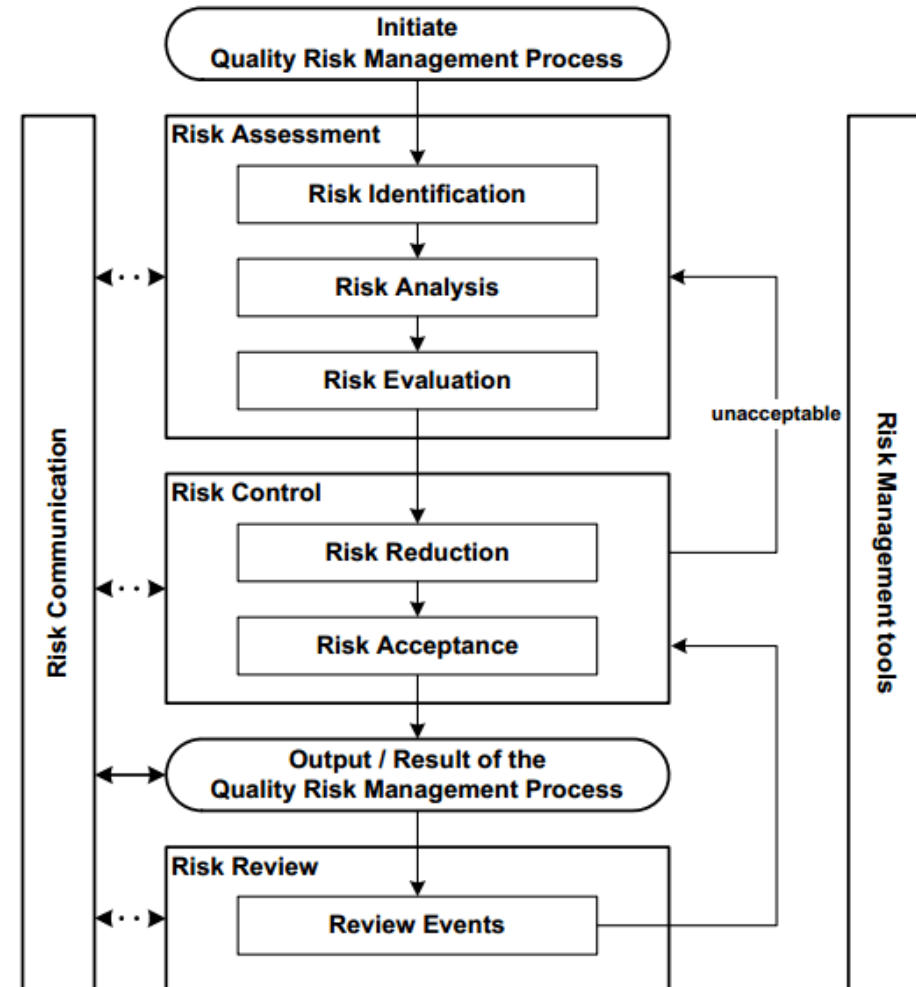 Initiate
Quality Risk Management Process
Risk Assessment
Risk Identification
Risk Analysis
Risk Evaluation
unacceptable
Risk Communication
Risk Management tools
Risk Control
Risk Reduction
Risk Acceptance
Output / Result of the
Quality Risk Management Process
Risk Review
Review Events